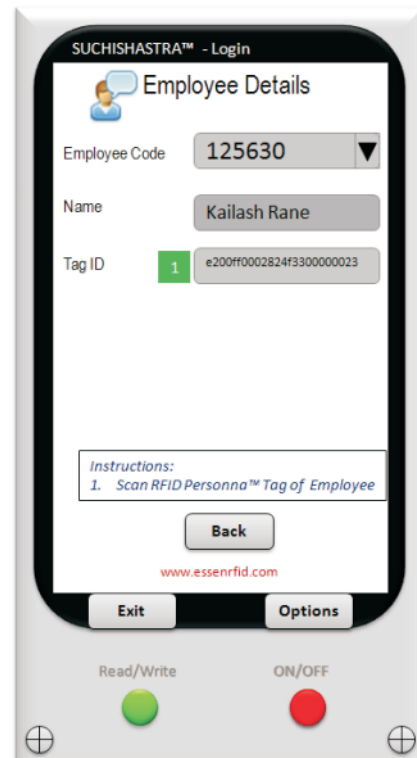 SUCHISHASTRA™ - Login
Employee Details
Employee Code 125630
Name Kailash Rane
Tag ID 1 e200ff0002824f3300000023
Instructions:
1. Scan RFID Personna™ Tag of Employee
Back
www.essenrfid.com
Exit Options
Read/Write ON/OFF